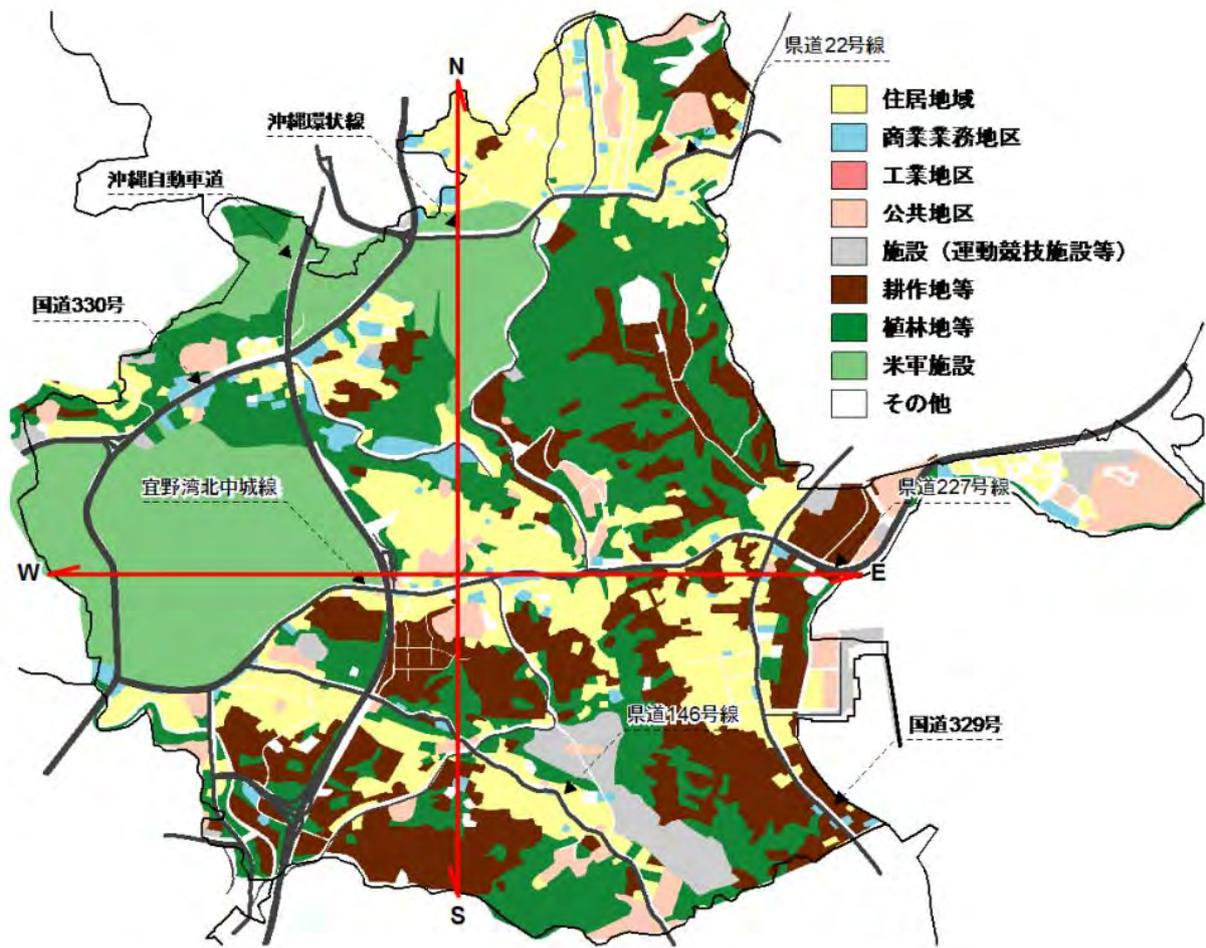 N
県道22号線
沖縄環状線
沖縄自動車道
国道330号
住居地域
商業業務地区
工業地区
公共地区
施設（運動競技施設等）
耕作地等
植林地等
米軍施設
その他
宜野湾北中城線
県道227号線
W
E
県道146号線
国道329号
S